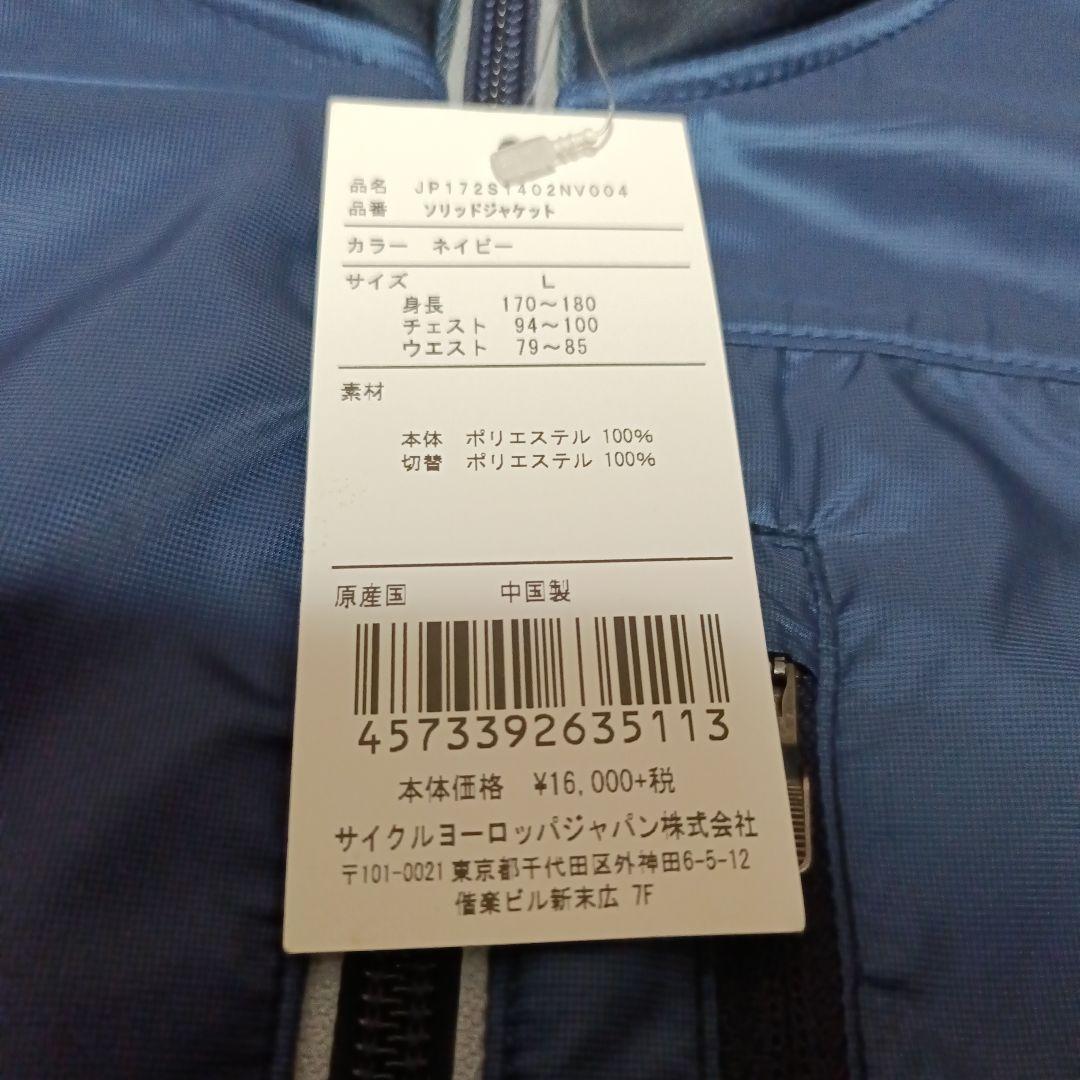 品名 JP172S1402NV004
品番 ソリッドジャケット
カラー ネイビー
サイズ L
身長 170～180
チェスト 94～100
ウエスト 79～85
素材
本体 ポリエステル 100%
切替 ポリエステル 100%
原産国 中国製
4573392635113
本体価格 ¥16,000+税
サイクルヨーロッパジャパン株式会社
〒101-0021 東京都千代田区外神田6-5-12
偕楽ビル新末広 7F